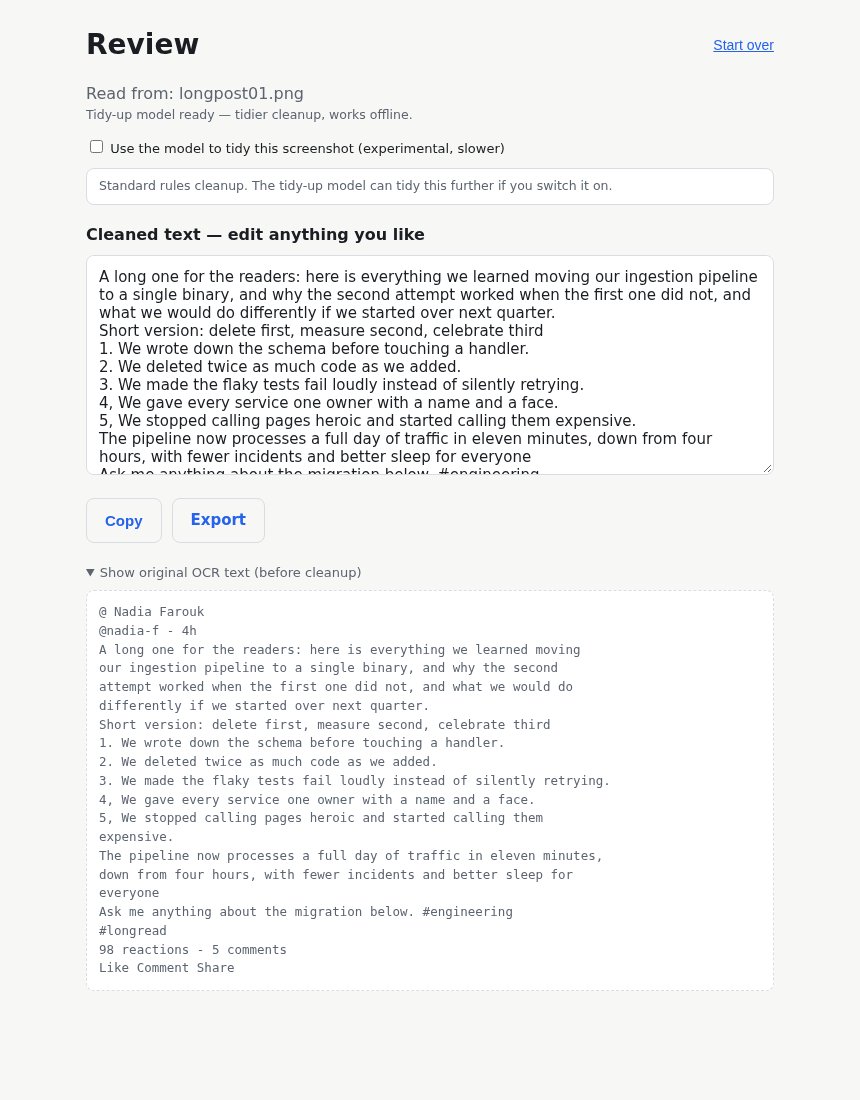 Review
Start over
Read from: longpost01.png
Tidy-up model ready — tidier cleanup, works offline.
Use the model to tidy this screenshot (experimental, slower)
Standard rules cleanup. The tidy-up model can tidy this further if you switch it on.
Cleaned text — edit anything you like
A long one for the readers: here is everything we learned moving our ingestion pipeline
to a single binary, and why the second attempt worked when the first one did not, and
what we would do differently if we started over next quarter.
Short version: delete first, measure second, celebrate third
1. We wrote down the schema before touching a handler.
2. We deleted twice as much code as we added.
3. We made the flaky tests fail loudly instead of silently retrying.
4, We gave every service one owner with a name and a face.
5, We stopped calling pages heroic and started calling them expensive.
The pipeline now processes a full day of traffic in eleven minutes, down from four
hours, with fewer incidents and better sleep for everyone
Ask me anything about the migration below. #engineering
Copy
Export
Show original OCR text (before cleanup)
@ Nadia Farouk
@nadia-f - 4h
A long one for the readers: here is everything we learned moving
our ingestion pipeline to a single binary, and why the second
attempt worked when the first one did not, and what we would do
differently if we started over next quarter.
Short version: delete first, measure second, celebrate third
1. We wrote down the schema before touching a handler.
2. We deleted twice as much code as we added.
3. We made the flaky tests fail loudly instead of silently retrying.
4, We gave every service one owner with a name and a face.
5, We stopped calling pages heroic and started calling them
expensive.
The pipeline now processes a full day of traffic in eleven minutes,
down from four hours, with fewer incidents and better sleep for
everyone
Ask me anything about the migration below. #engineering
#longread
98 reactions - 5 comments
Like Comment Share